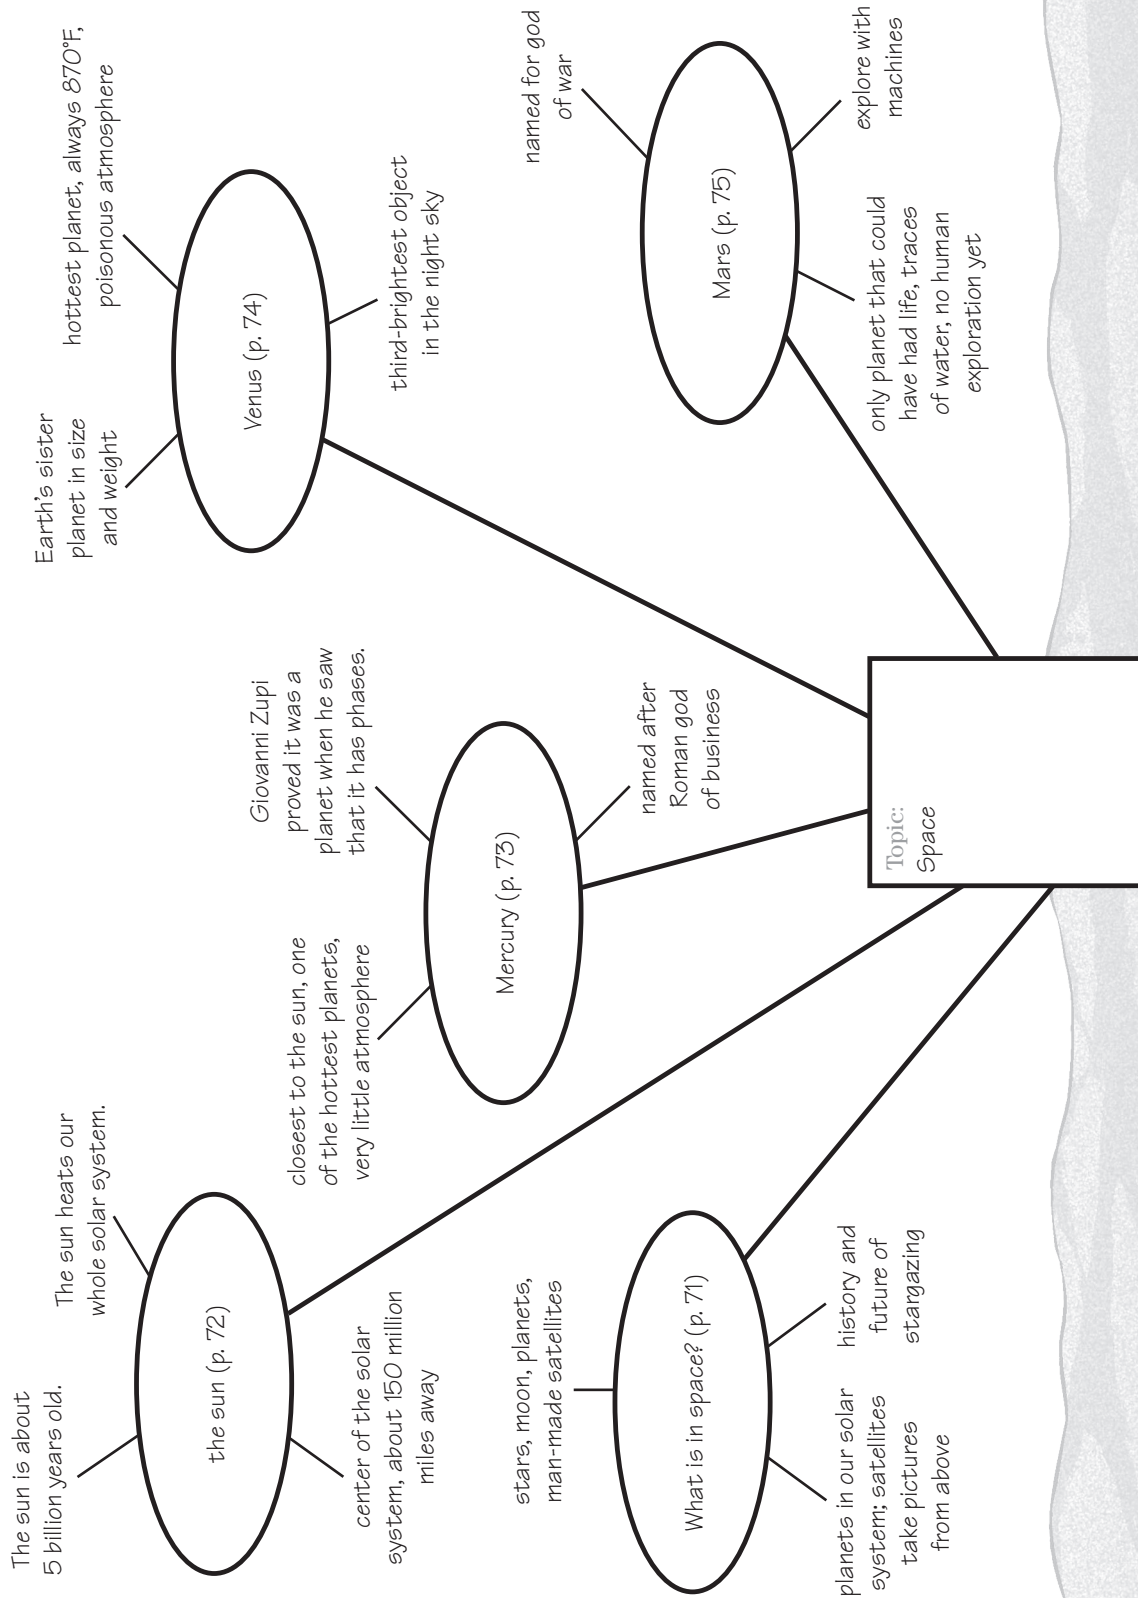 The sun is about
5 billion years old.
The sun heats our
whole solar system.
the sun (p. 72)
center of the solar
system, about 150 million
miles away
stars, moon, planets,
man-made satellites
What is in space? (p. 71)
planets in our solar
system; satellites
take pictures
from above
history and
future of
stargazing
closest to the sun, one
of the hottest planets,
very little atmosphere
Giovanni Zupi
proved it was a
planet when he saw
that it has phases.
Mercury (p. 73)
named after
Roman god
of business
Earth's sister
planet in size
and weight
hottest planet, always 870°F,
poisonous atmosphere
Venus (p. 74)
third-brightest object
in the night sky
named for god
of war
Mars (p. 75)
only planet that could
have had life, traces
of water, no human
exploration yet
explore with
machines
Topic:
Space